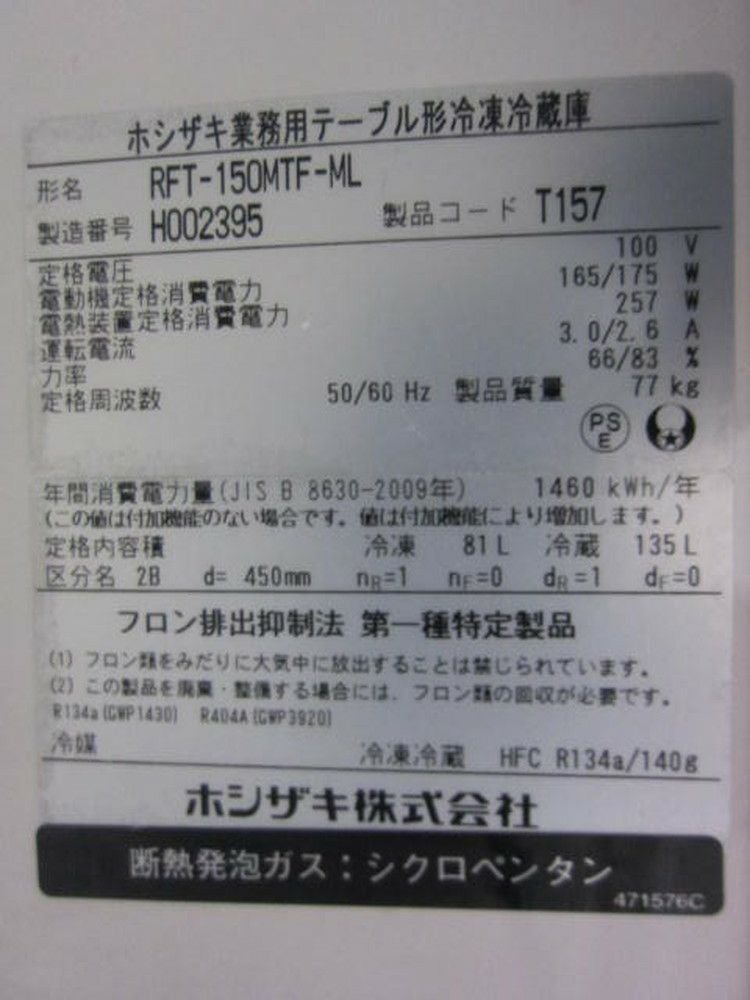 ホシザキ業務用テーブル形冷凍冷蔵庫
形名 RFT-150MTF-ML
製造番号 H002395 製品コード T157
定格電圧 100 V
電動機定格消費電力 165/175 W
電熱装置定格消費電力 257 W
運転電流 3.0/2.6 A
力率 66/83 %
定格周波数 50/60 Hz 製品質量 77 kg
PS
E
年間消費電力量(JIS B 8630-2009年) 1460 kWh/年
(この値は付加機能のない場合です。値は付加機能により増加します。)
定格内容積 冷凍 81 L 冷蔵 135 L
区分名 2B d= 450mm nR=1 nF=0 dR=1 dF=0
フロン排出抑制法 第一種特定製品
(1) フロン類をみだりに大気中に放出することは禁じられています。
(2) この製品を廃棄・整備する場合には、フロン類の回収が必要です。
R134a(GWP1430) R404A(GWP3920)
冷媒 冷凍冷蔵 HFC R134a/140g
ホシザキ株式会社
断熱発泡ガス:シクロペンタン
471576C